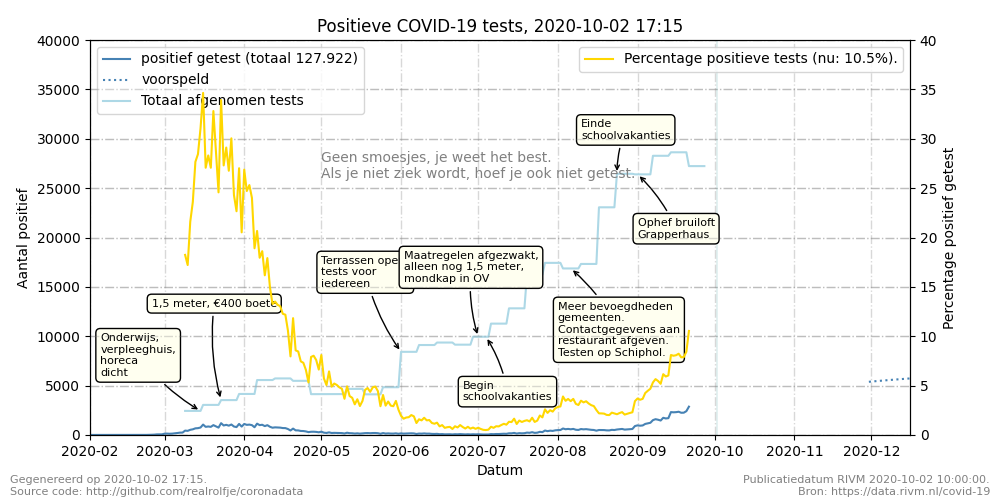 Positieve COVID-19 tests, 2020-10-02 17:15
positief getest (totaal 127.922)
voorspeld
Totaal afgenomen tests
Percentage positieve tests (nu: 10.5%).
Geen smoesjes, je weet het best.
Als je niet ziek wordt, hoef je ook niet getest.
Einde
schoolvakanties
Ophef bruiloft
Grapperhaus
Terrassen ope
tests voor
iedereen
Maatregelen afgezwakt,
alleen nog 1,5 meter,
mondkap in OV
1,5 meter, €400 boete
Onderwijs,
verpleeghuis,
horeca
dicht
Meer bevoegdheden
gemeenten.
Contactgegevens aan
restaurant afgeven.
Testen op Schiphol.
Begin
schoolvakanties
Aantal positief
40000
35000
30000
25000
20000
15000
10000
5000
0
Percentage positief getest
40
35
30
25
20
15
10
5
0
2020-02 2020-03 2020-04 2020-05 2020-06 2020-07 2020-08 2020-09 2020-10 2020-11 2020-12
Datum
Gegenereerd op 2020-10-02 17:15.
Source code: http://github.com/realrolfje/coronadata
Publicatiedatum RIVM 2020-10-02 10:00:00.
Bron: https://data.rivm.nl/covid-19